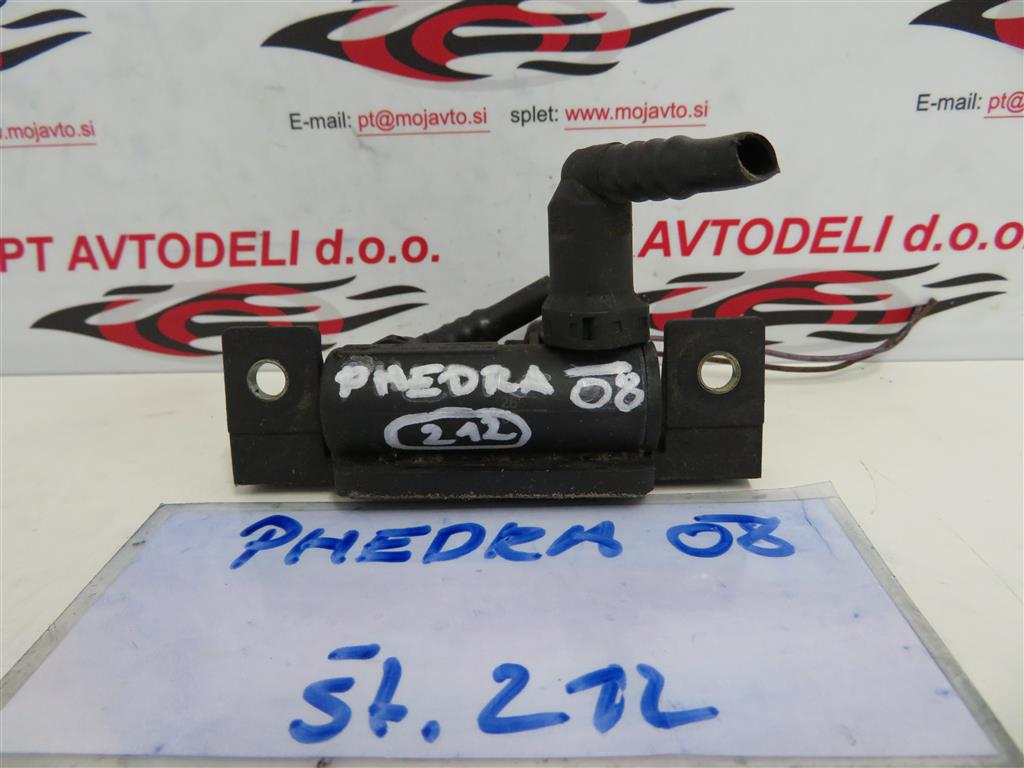 E-mail: pt@mojavto.si splet: www.mojavto.si
.mojavto.si
E-mail: pt
PT AVTODELI d.o.o.
AVTODELI d.o.o.
PHEDRA 08
212
PHEDRA 08
št. 212